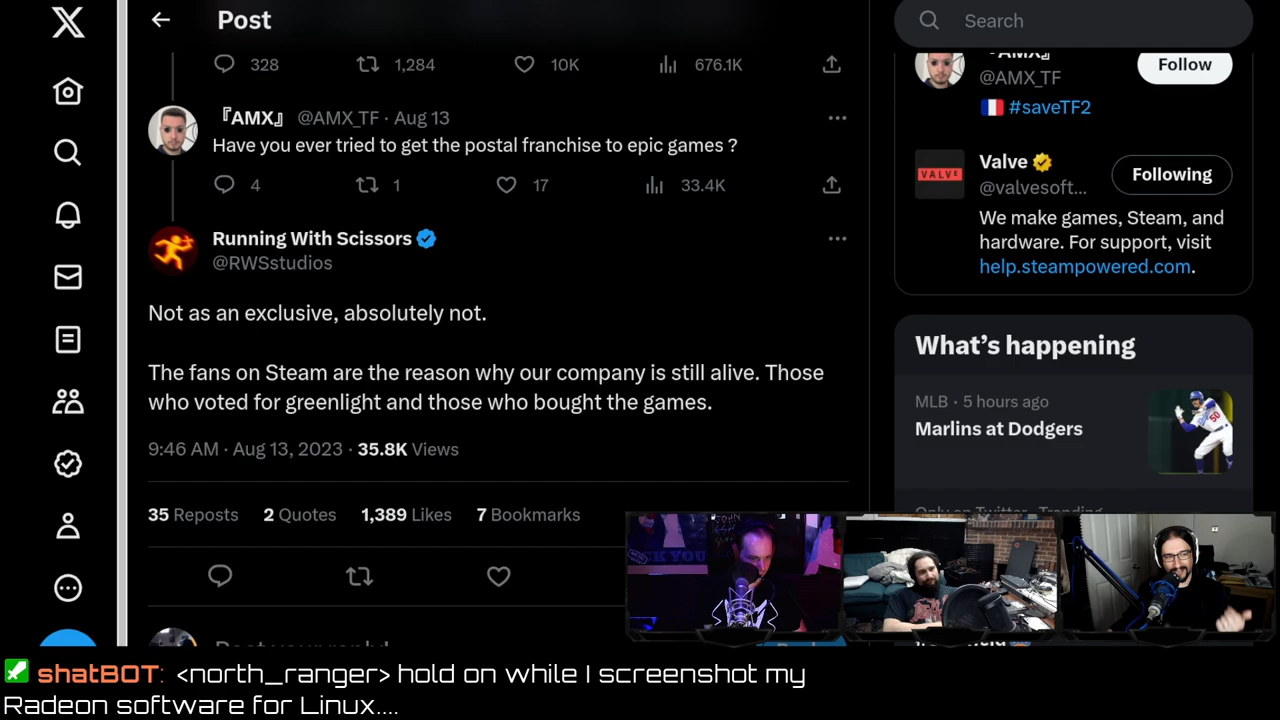 Post
Search
328 1,284 10K 676.1K
『AMX』 @AMX_TF · Aug 13
Have you ever tried to get the postal franchise to epic games ?
4 1 17 33.4K
Running With Scissors
@RWSstudios
Not as an exclusive, absolutely not.
The fans on Steam are the reason why our company is still alive. Those
who voted for greenlight and those who bought the games.
9:46 AM · Aug 13, 2023 · 35.8K Views
35 Reposts 2 Quotes 1,389 Likes 7 Bookmarks
『AMX』
@AMX_TF
Follow
#saveTF2
VALVE
Valve
@valvesoft...
Following
We make games, Steam, and
hardware. For support, visit
help.steampowered.com.
What's happening
MLB · 5 hours ago
Marlins at Dodgers
50
Only on Twitter · Trending
shatBOT: <north_ranger> hold on while I screenshot my
Radeon software for Linux....